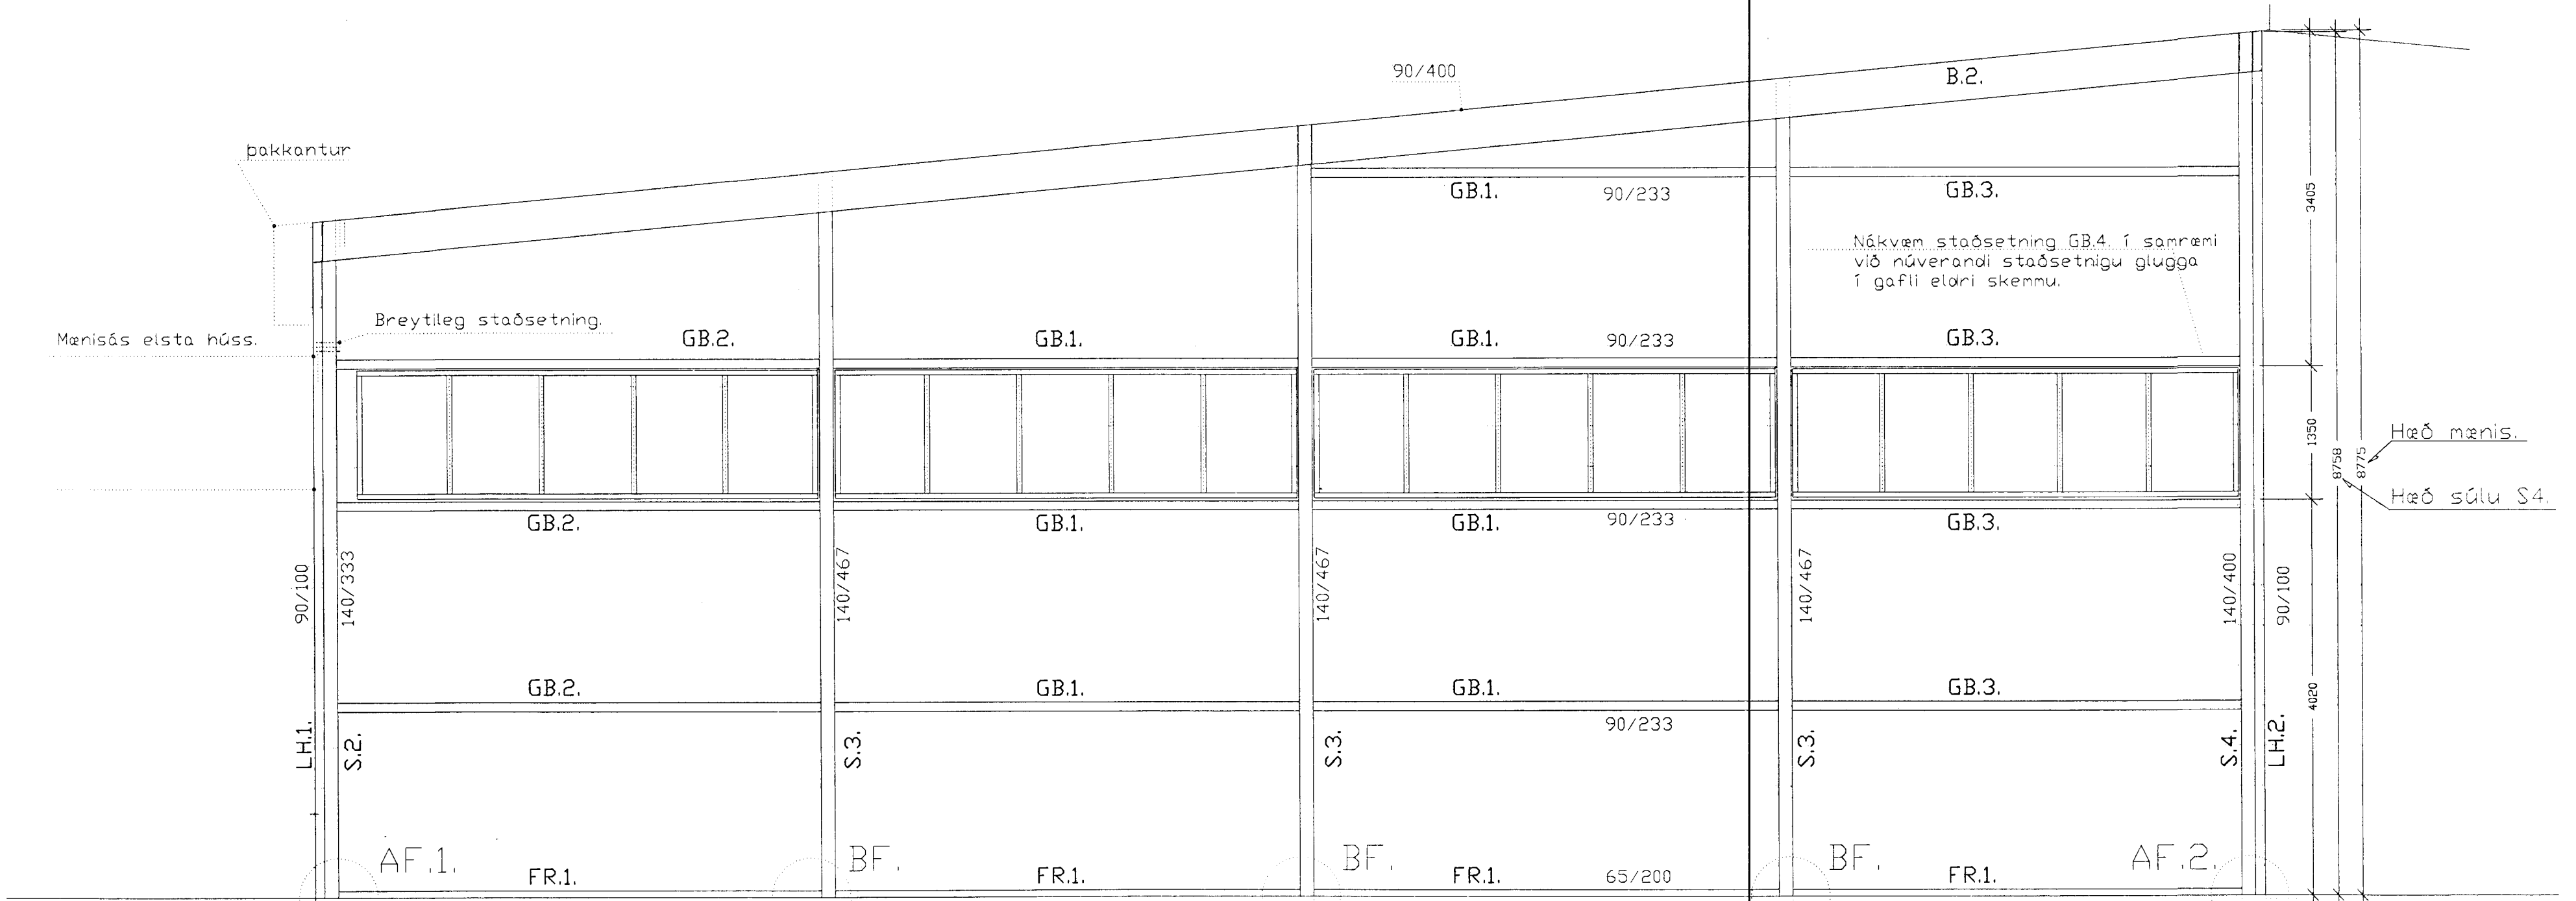 90/400
B.2.
þakkantur
GB.1.
90/233
GB.3.
3405
Nákvæm staðsetning GB.4. í samræmi
við núverandi staðsetnigu glugga
í gafli eldri skemmu.
Breytileg staðsetning.
Mænisás elsta húss.
GB.2.
GB.1.
GB.1.
90/233
GB.3.
1350
8758
8775
Hæð mænis.
Hæð súlu S4.
GB.2.
GB.1.
GB.1.
90/233
GB.3.
90/100
140/333
140/467
140/467
140/467
140/400
90/100
GB.2.
GB.1.
GB.1.
GB.3.
4020
90/233
LH.1.
S.2.
S.3.
S.3.
S.3.
S.4.
LH.2.
AF.1.
BF.
BF.
BF.
AF.2.
FR.1.
FR.1.
FR.1.
65/200
FR.1.